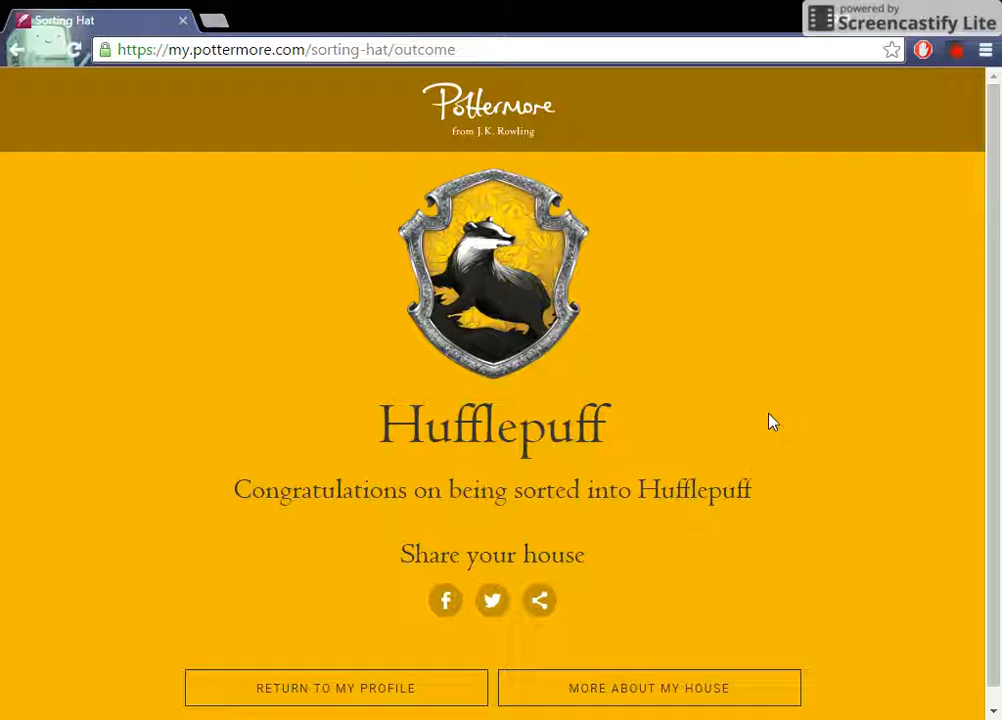 powered by
Screencastify Lite
Sorting Hat
https://my.pottermore.com/sorting-hat/outcome
Pottermore
from J.K. Rowling
Hufflepuff
Congratulations on being sorted into Hufflepuff
Share your house
RETURN TO MY PROFILE
MORE ABOUT MY HOUSE